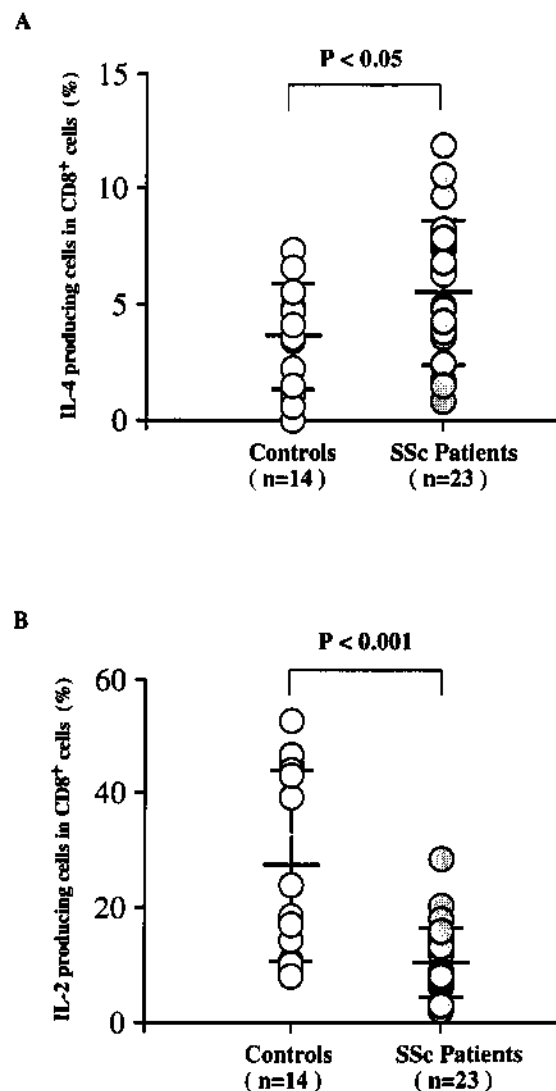 A
P < 0.05
IL-4 producing cells in CD8⁺ cells (%)
15
10
5
0
Controls
( n=14 )
SSc Patients
( n=23 )
B
P < 0.001
IL-2 producing cells in CD8⁺ cells (%)
60
40
20
0
Controls
( n=14 )
SSc Patients
( n=23 )